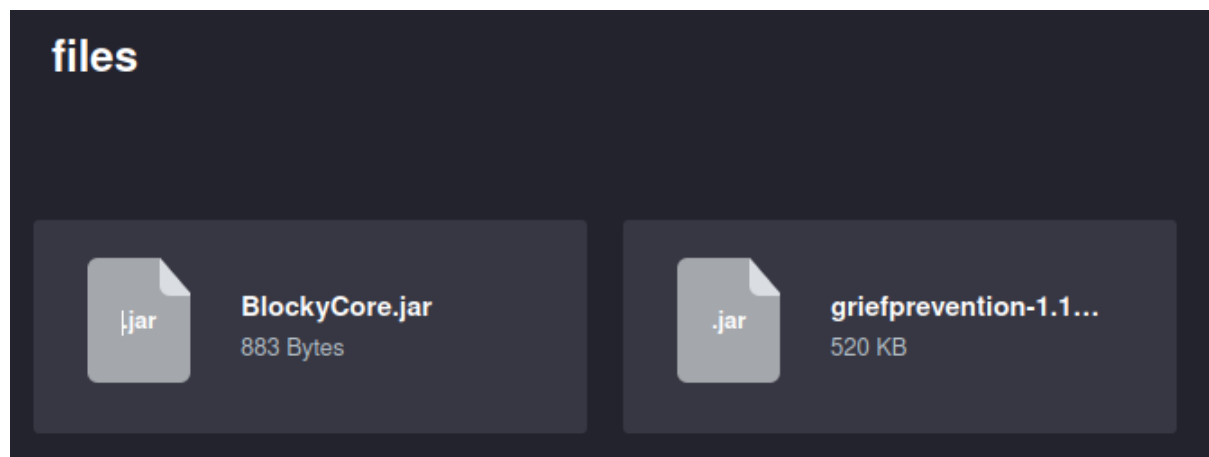 files
.jar
BlockyCore.jar
883 Bytes
.jar
griefprevention-1.1...
520 KB